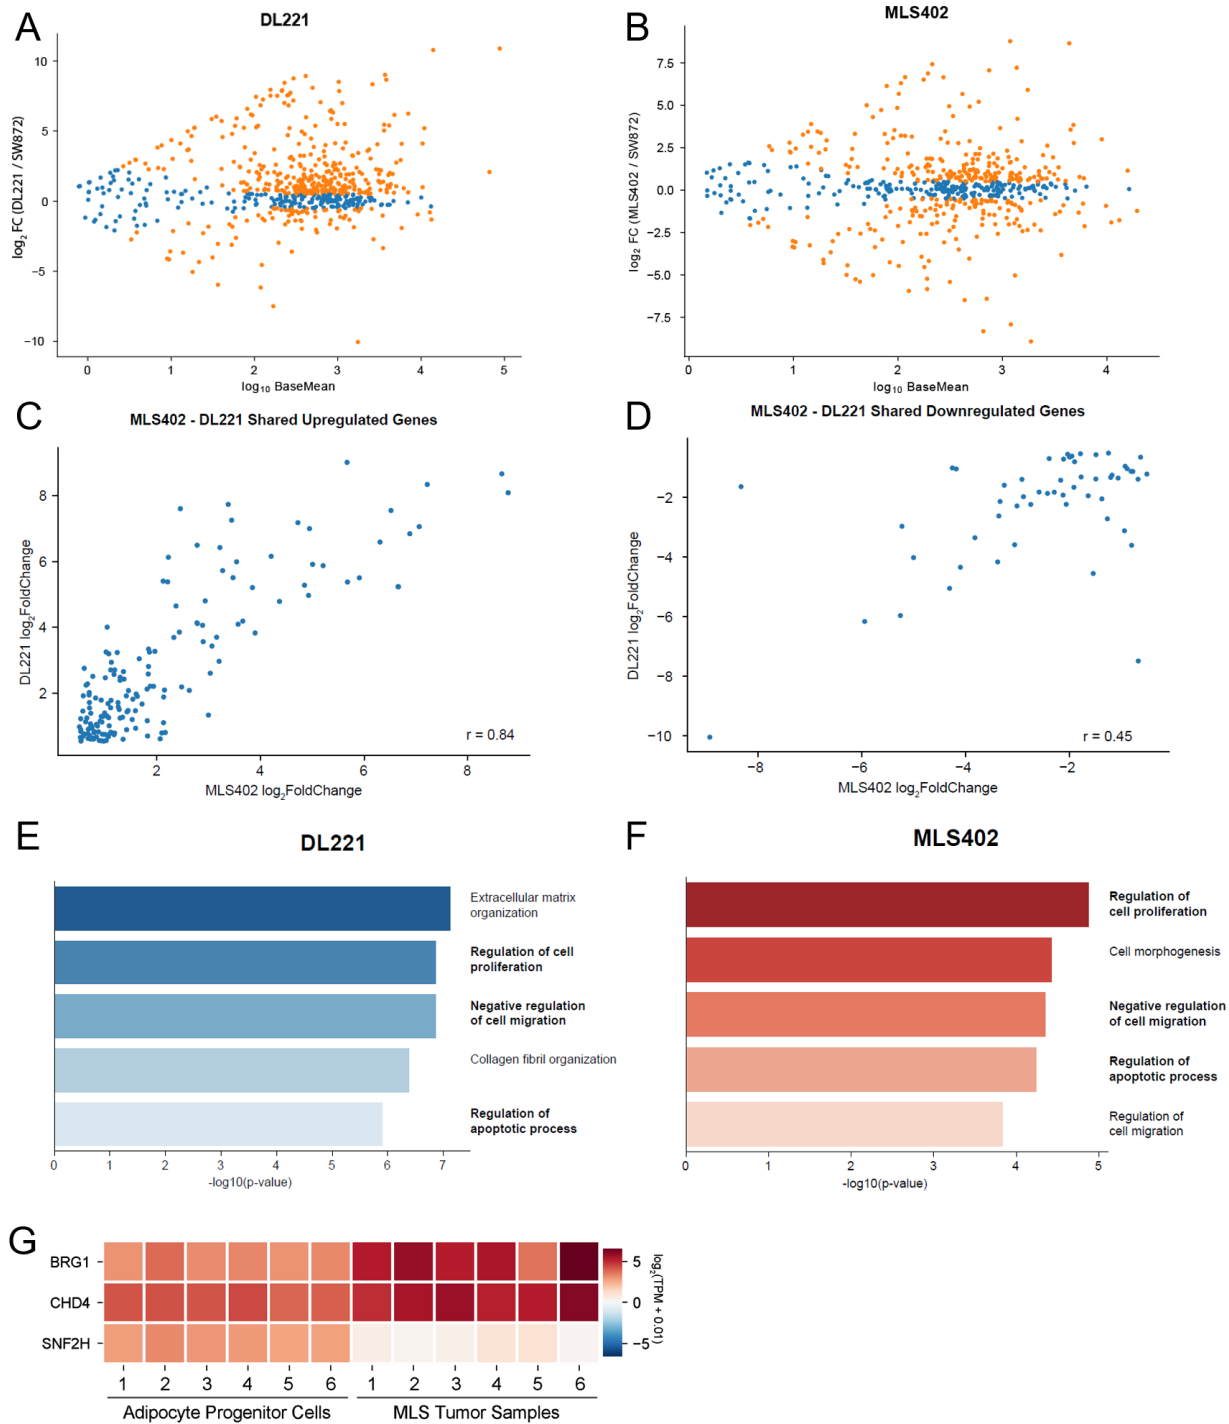 A
DL221
log2 FC (DL221 / SW872)
10
5
0
−5
−10
0 1 2 3 4 5
log10 BaseMean
B
MLS402
log2 FC (MLS402 / SW872)
7.5
5.0
2.5
0.0
−2.5
−5.0
−7.5
0 1 2 3 4
log10 BaseMean
C
MLS402 - DL221 Shared Upregulated Genes
DL221 log2FoldChange
8
6
4
2
r = 0.84
2 4 6 8
MLS402 log2FoldChange
D
MLS402 - DL221 Shared Downregulated Genes
DL221 log2FoldChange
−2
−4
−6
−8
−10
r = 0.45
−8 −6 −4 −2
MLS402 log2FoldChange
E
DL221
Extracellular matrix
organization
Regulation of cell
proliferation
Negative regulation
of cell migration
Collagen fibril organization
Regulation of
apoptotic process
0 1 2 3 4 5 6 7
-log10(p-value)
F
MLS402
Regulation of
cell proliferation
Cell morphogenesis
Negative regulation
of cell migration
Regulation of
apoptotic process
Regulation of
cell migration
0 1 2 3 4 5
-log10(p-value)
G
BRG1
CHD4
SNF2H
1 2 3 4 5 6 1 2 3 4 5 6
Adipocyte Progenitor Cells MLS Tumor Samples
5
0
−5
log2(TPM + 0.01)